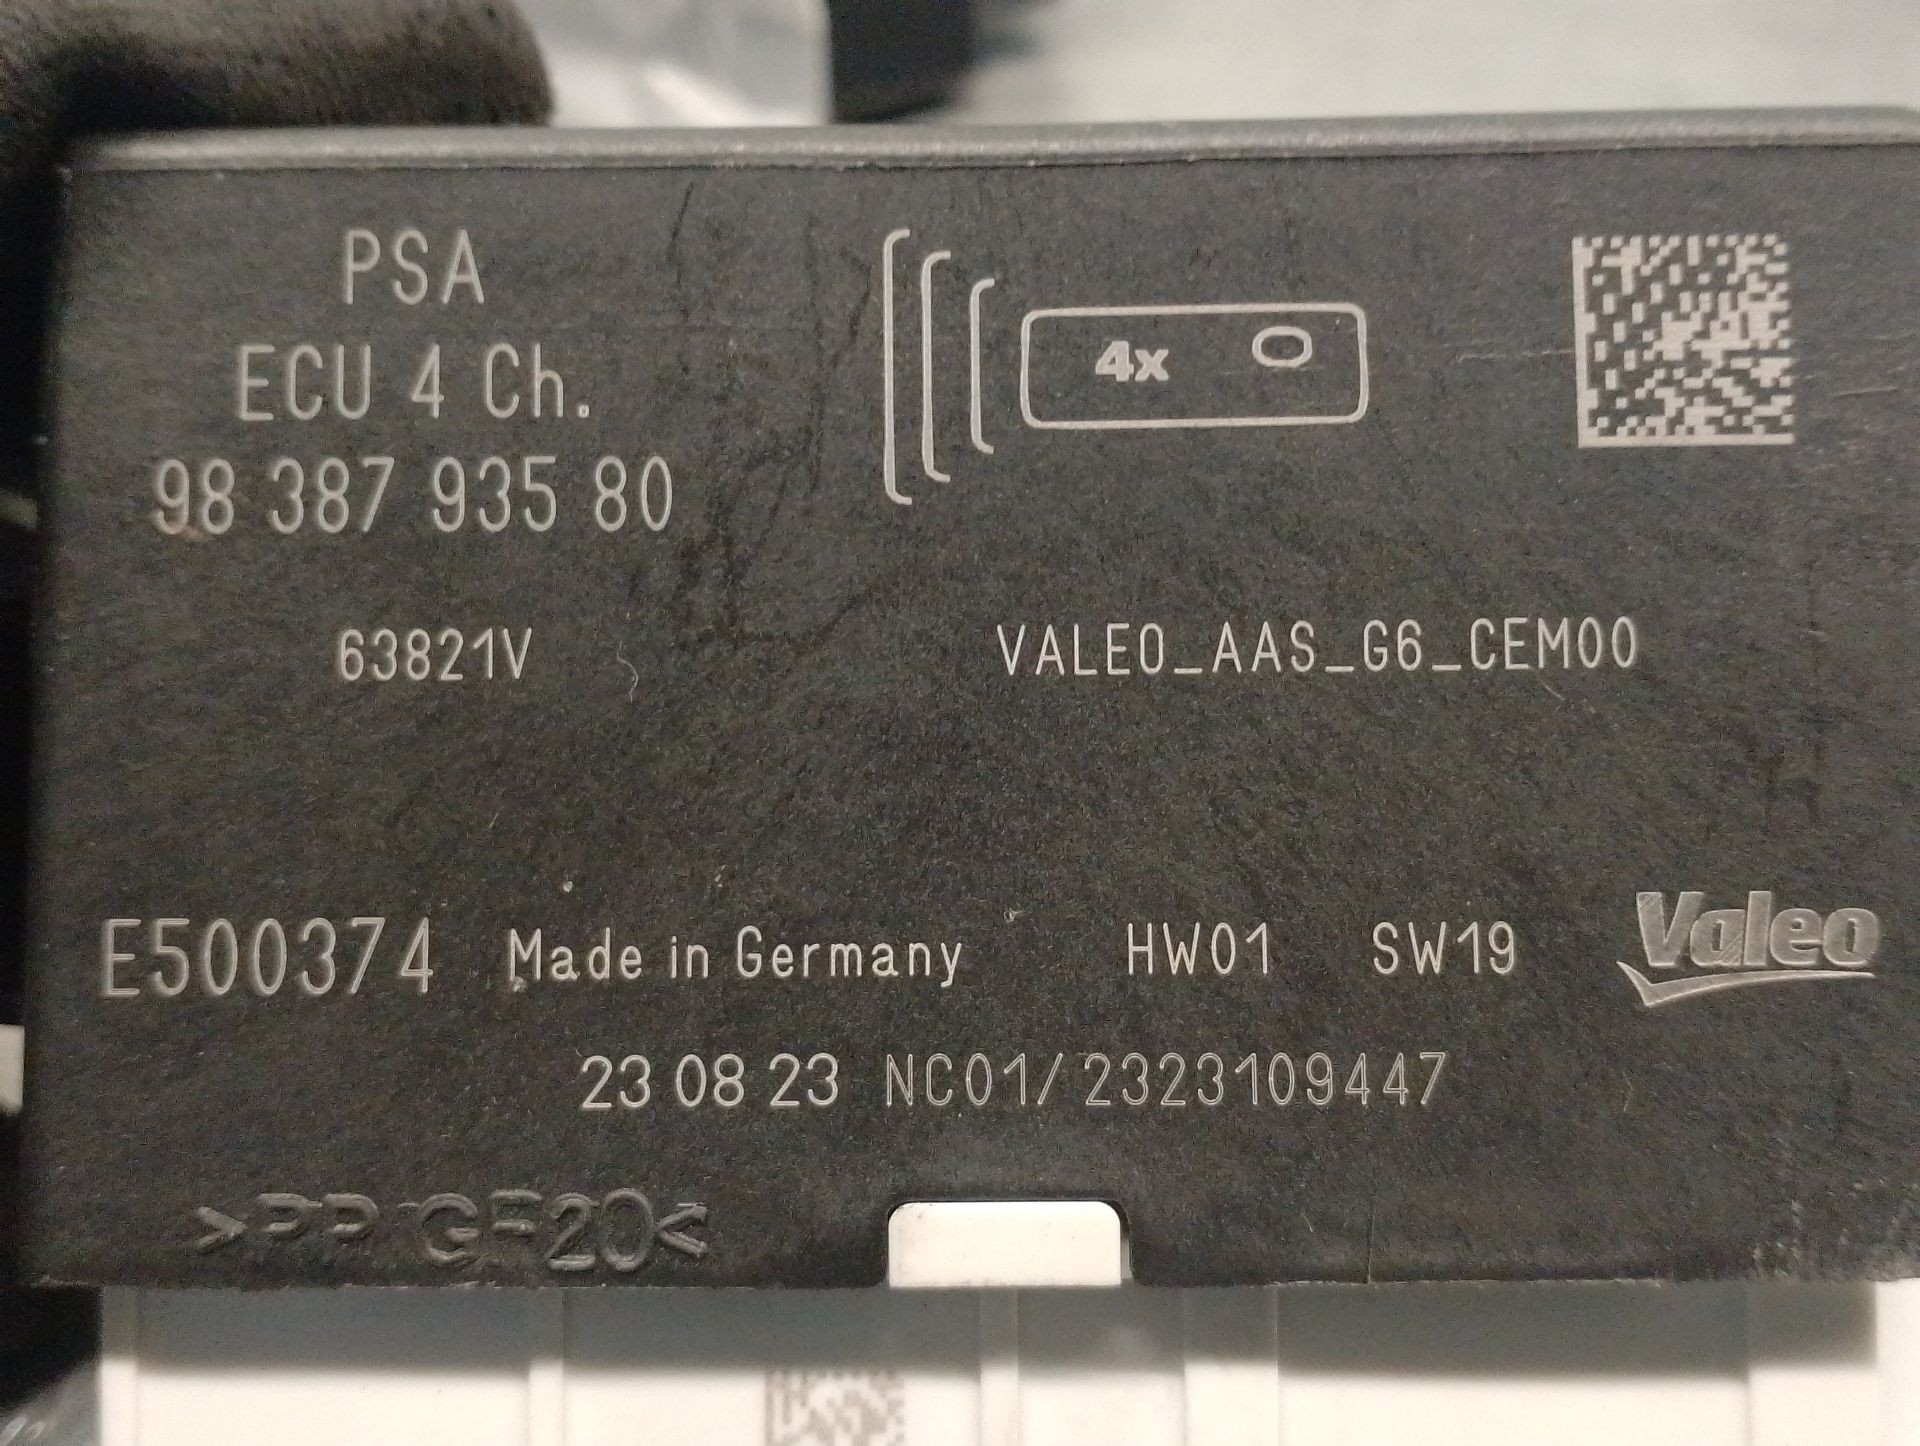 PSA
ECU 4 Ch.
98 387 935 80
4x
63821V
VALEO_AAS_G6_CEM00
E500374 Made in Germany HW01 SW19 Valeo
23 08 23 NC01/2323109447
>PP GF20<